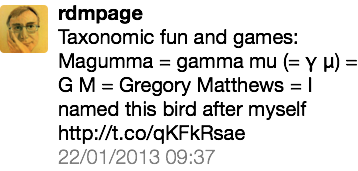 rdmpage
Taxonomic fun and games:
Magumma = gamma mu (= γ μ) =
G M = Gregory Matthews = I
named this bird after myself
http://t.co/qKFkRsae
22/01/2013 09:37